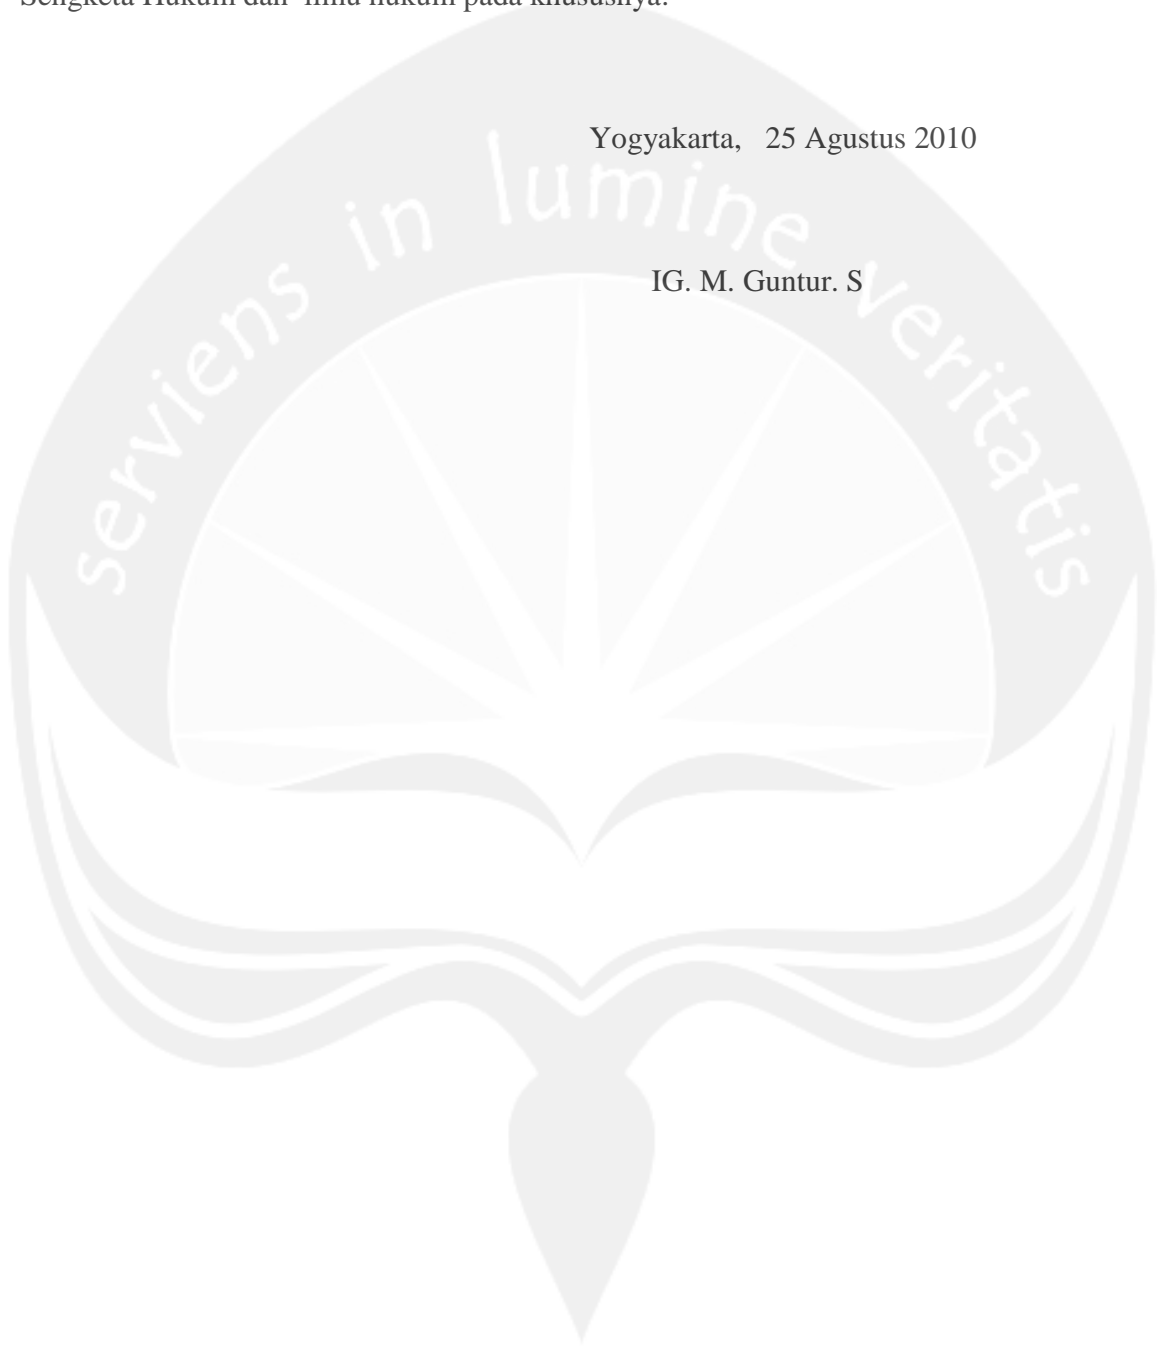 Sengketa Hukum dan ilmu hukum pada khususnya.
Yogyakarta, 25 Agustus 2010
serviens in lumine veritatis
IG. M. Guntur. S